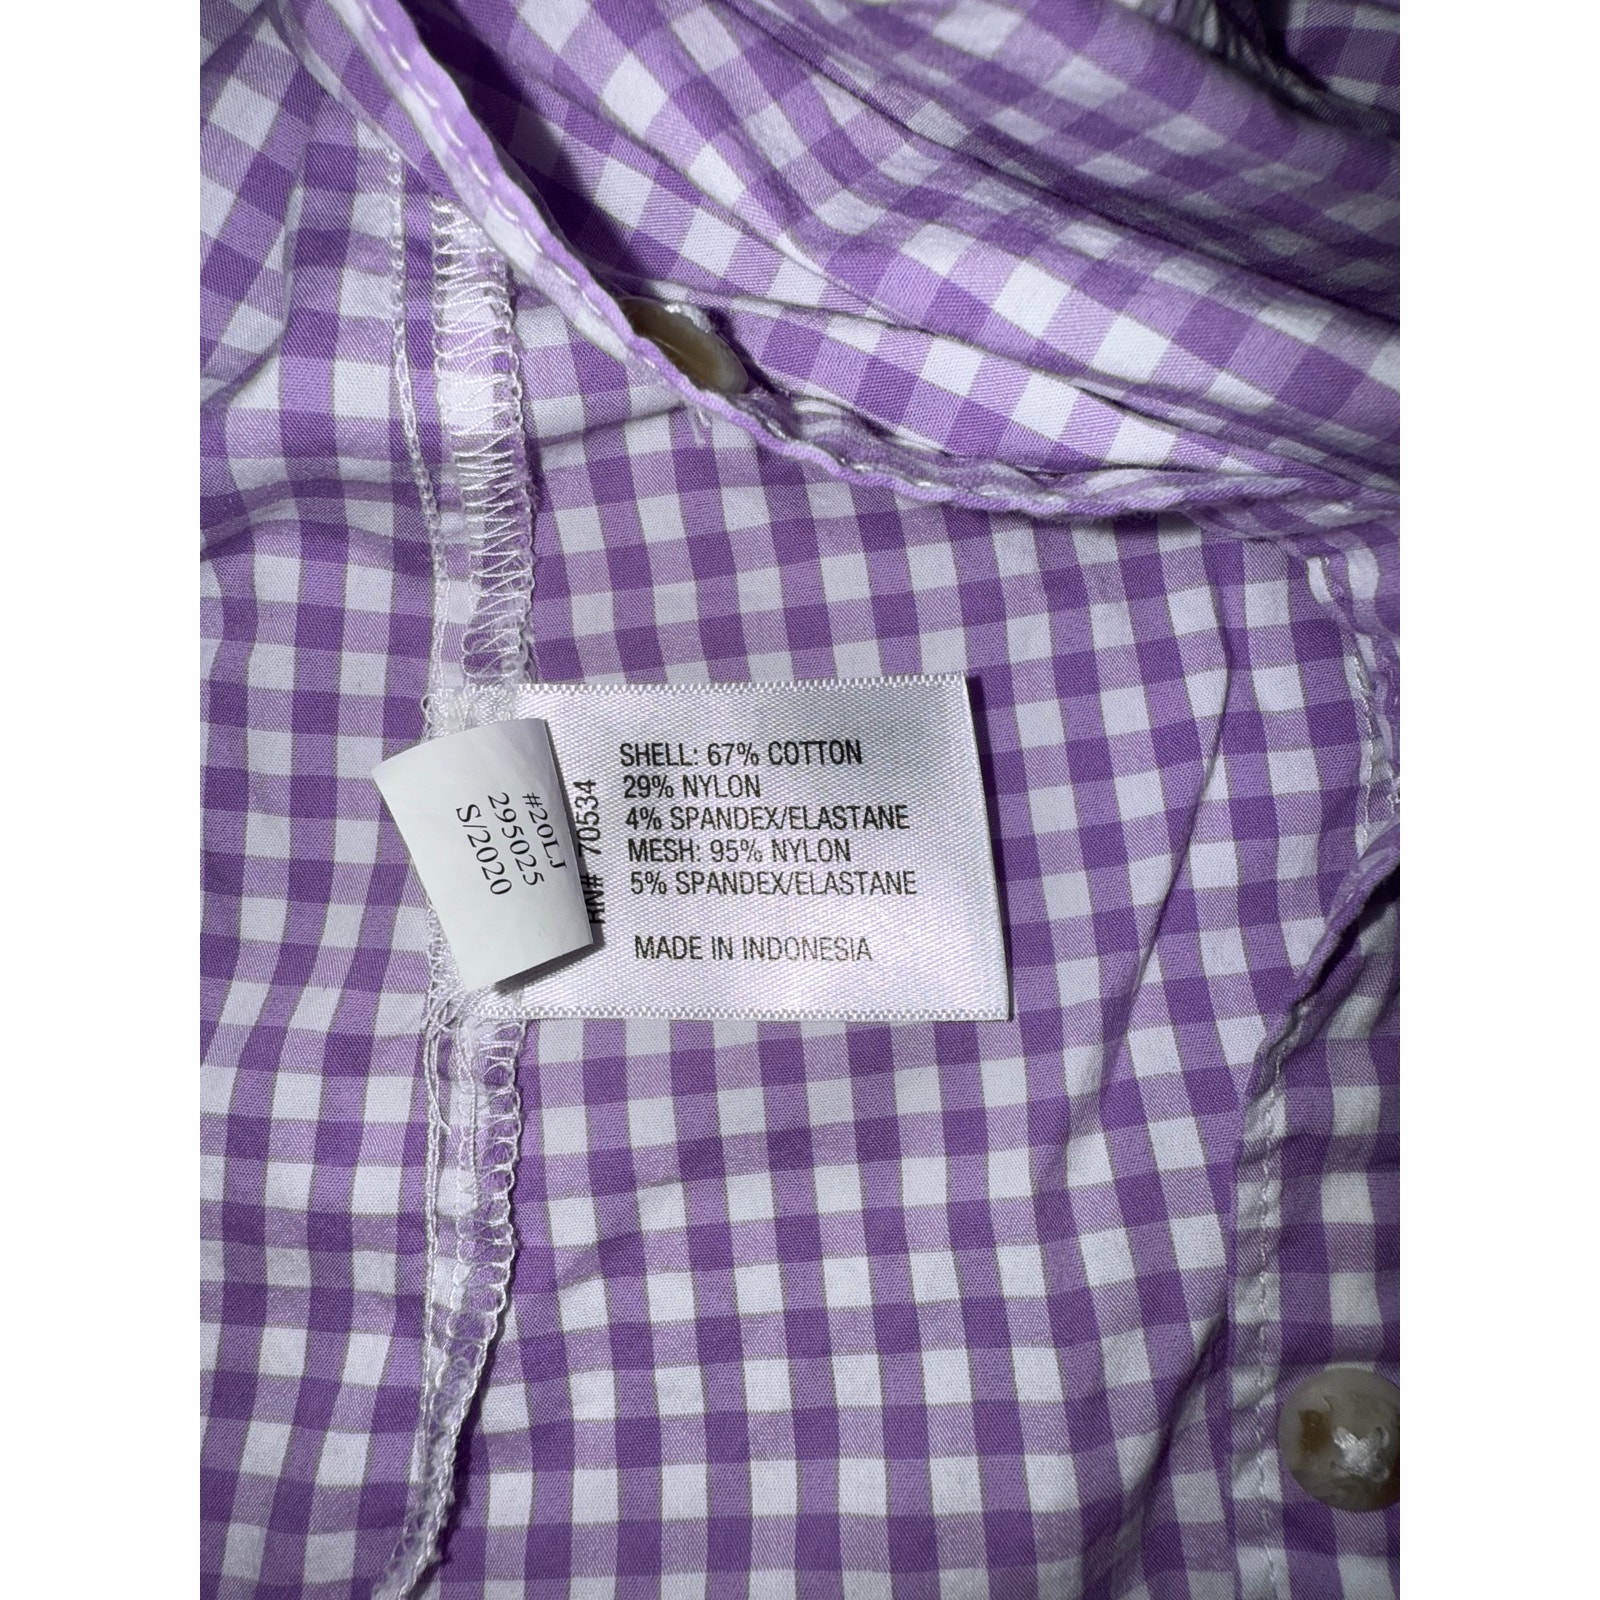 #20LJ
295025
S/2020
RN# 70534
SHELL: 67% COTTON
29% NYLON
4% SPANDEX/ELASTANE
MESH: 95% NYLON
5% SPANDEX/ELASTANE
MADE IN INDONESIA